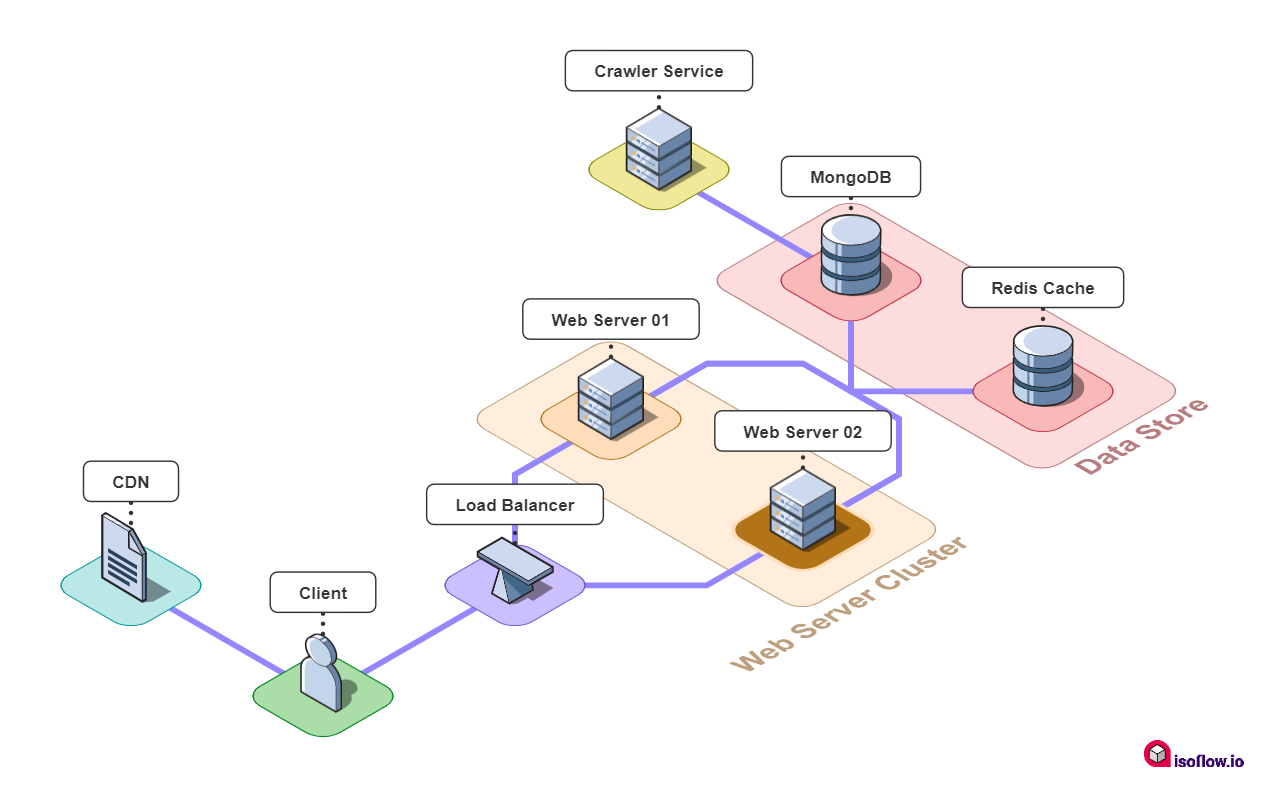 Crawler Service
MongoDB
Redis Cache
Web Server 01
Data Store
Web Server 02
CDN
Load Balancer
Web Server Cluster
Client
isoflow.io